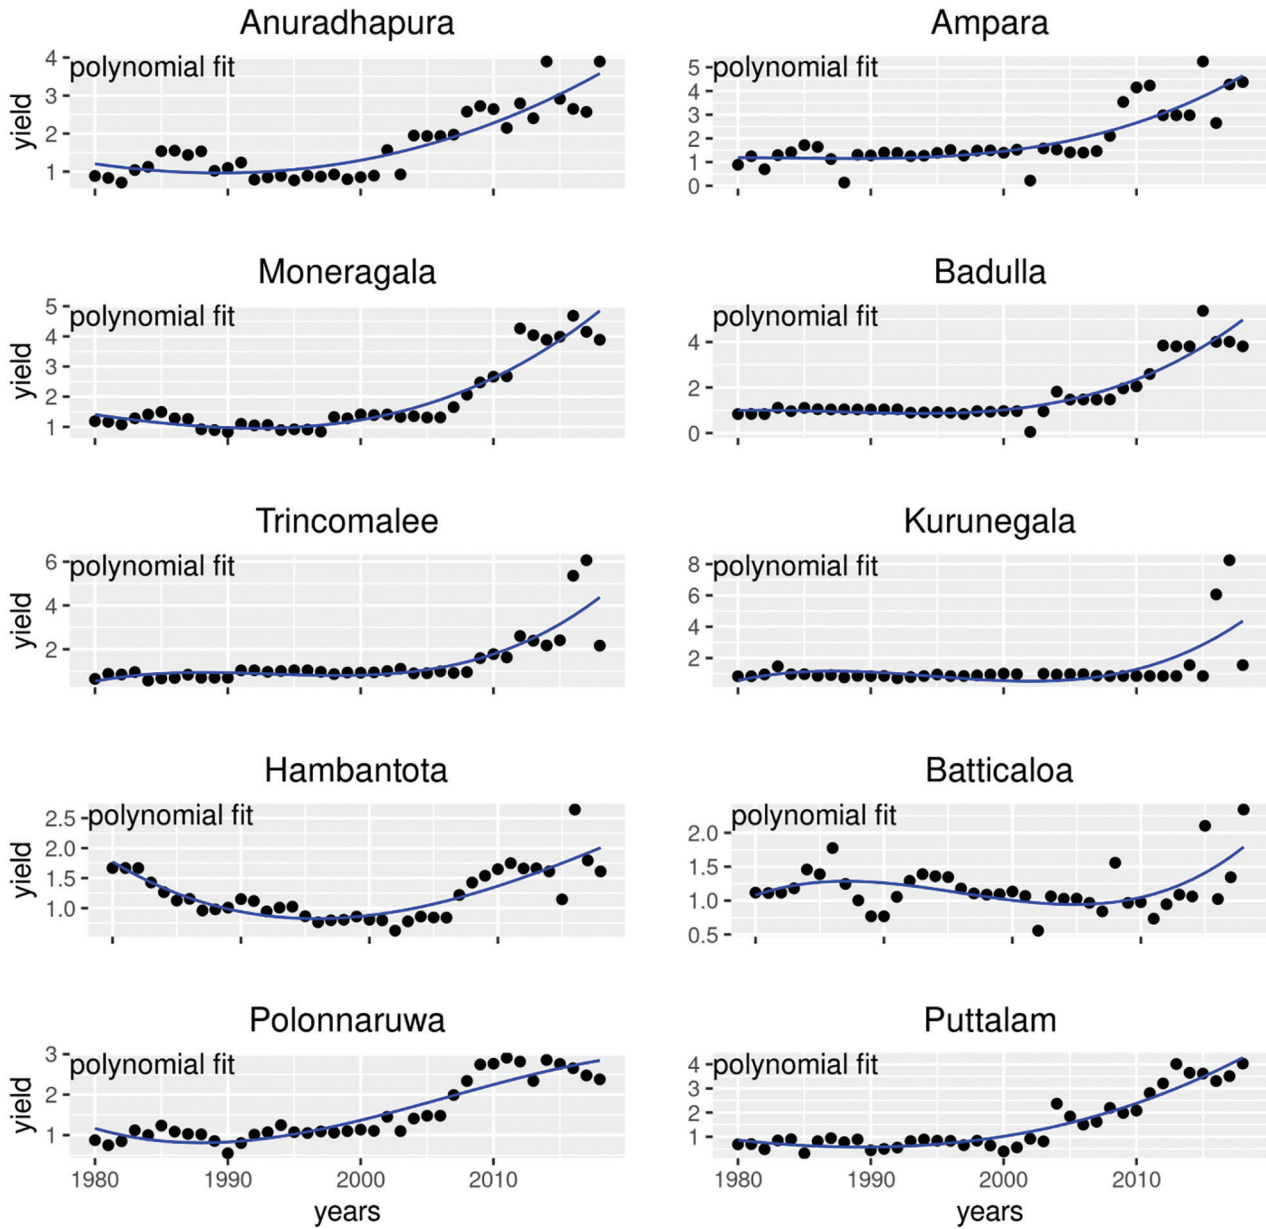 Anuradhapura
polynomial fit
yield
4
3
2
1
Ampara
polynomial fit
5
4
3
2
1
0
Moneragala
polynomial fit
yield
5
4
3
2
1
Badulla
polynomial fit
4
2
0
Trincomalee
polynomial fit
yield
6
4
2
Kurunegala
polynomial fit
8
6
4
2
Hambantota
polynomial fit
yield
2.5
2.0
1.5
1.0
Batticaloa
polynomial fit
2.0
1.5
1.0
0.5
Polonnaruwa
polynomial fit
yield
3
2
1
1980 1990 2000 2010
years
Puttalam
polynomial fit
4
3
2
1
1980 1990 2000 2010
years